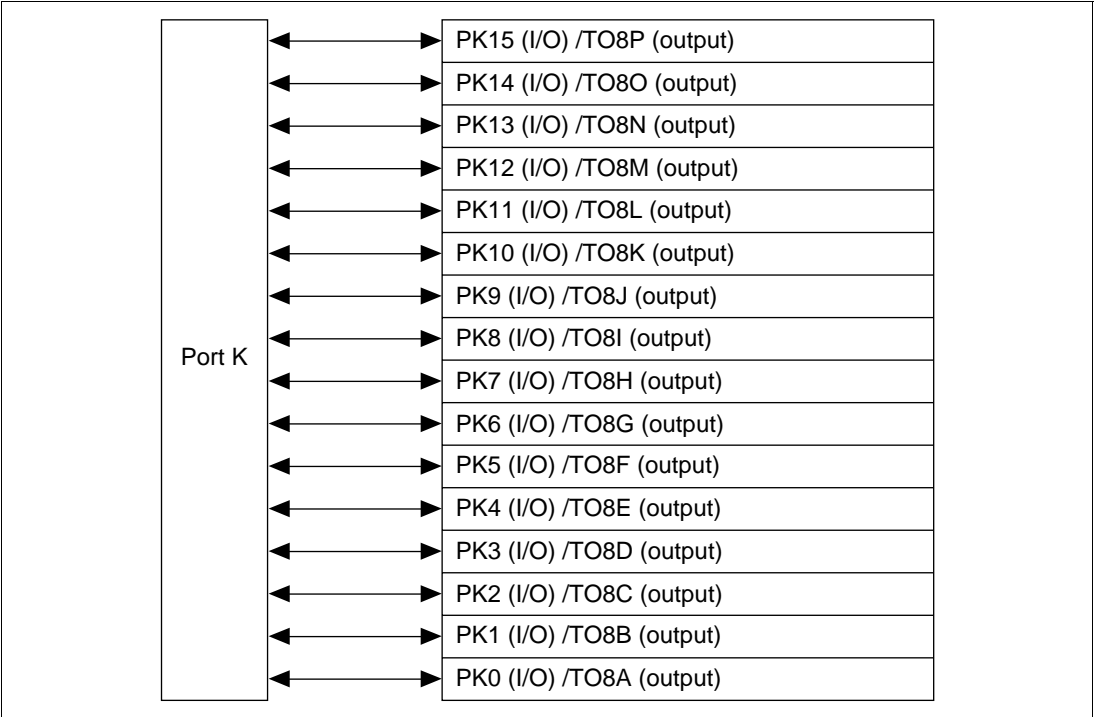 PK15 (I/O) /TO8P (output)
PK14 (I/O) /TO8O (output)
PK13 (I/O) /TO8N (output)
PK12 (I/O) /TO8M (output)
PK11 (I/O) /TO8L (output)
PK10 (I/O) /TO8K (output)
PK9 (I/O) /TO8J (output)
PK8 (I/O) /TO8I (output)
Port K
PK7 (I/O) /TO8H (output)
PK6 (I/O) /TO8G (output)
PK5 (I/O) /TO8F (output)
PK4 (I/O) /TO8E (output)
PK3 (I/O) /TO8D (output)
PK2 (I/O) /TO8C (output)
PK1 (I/O) /TO8B (output)
PK0 (I/O) /TO8A (output)